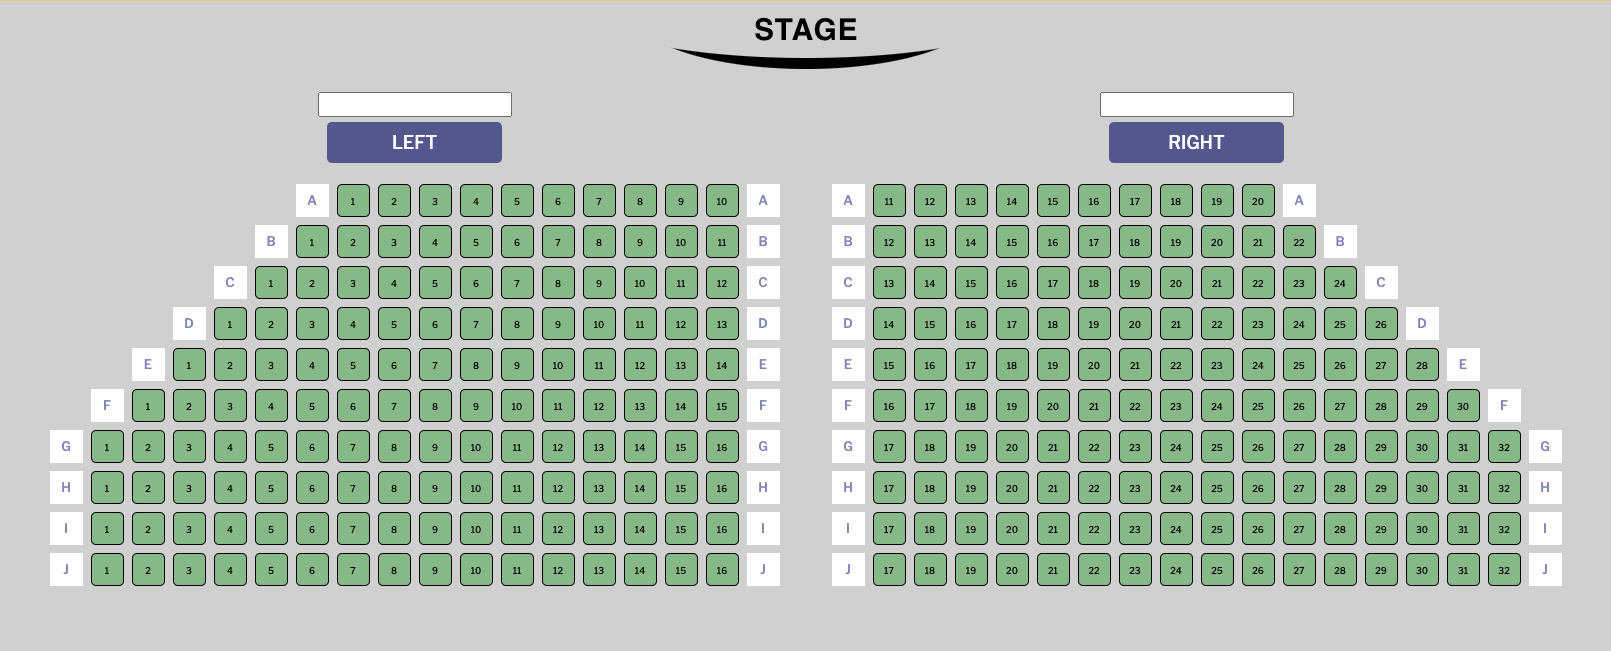 STAGE
LEFT RIGHT
A 1 2 3 4 5 6 7 8 9 10 A A 11 12 13 14 15 16 17 18 19 20 A
B 1 2 3 4 5 6 7 8 9 10 11 B B 12 13 14 15 16 17 18 19 20 21 22 B
C 1 2 3 4 5 6 7 8 9 10 11 12 C C 13 14 15 16 17 18 19 20 21 22 23 24 C
D 1 2 3 4 5 6 7 8 9 10 11 12 13 D D 14 15 16 17 18 19 20 21 22 23 24 25 26 D
E 1 2 3 4 5 6 7 8 9 10 11 12 13 14 E E 15 16 17 18 19 20 21 22 23 24 25 26 27 28 E
F 1 2 3 4 5 6 7 8 9 10 11 12 13 14 15 F F 16 17 18 19 20 21 22 23 24 25 26 27 28 29 30 F
G 1 2 3 4 5 6 7 8 9 10 11 12 13 14 15 16 G G 17 18 19 20 21 22 23 24 25 26 27 28 29 30 31 32 G
H 1 2 3 4 5 6 7 8 9 10 11 12 13 14 15 16 H H 17 18 19 20 21 22 23 24 25 26 27 28 29 30 31 32 H
I 1 2 3 4 5 6 7 8 9 10 11 12 13 14 15 16 I I 17 18 19 20 21 22 23 24 25 26 27 28 29 30 31 32 I
J 1 2 3 4 5 6 7 8 9 10 11 12 13 14 15 16 J J 17 18 19 20 21 22 23 24 25 26 27 28 29 30 31 32 J